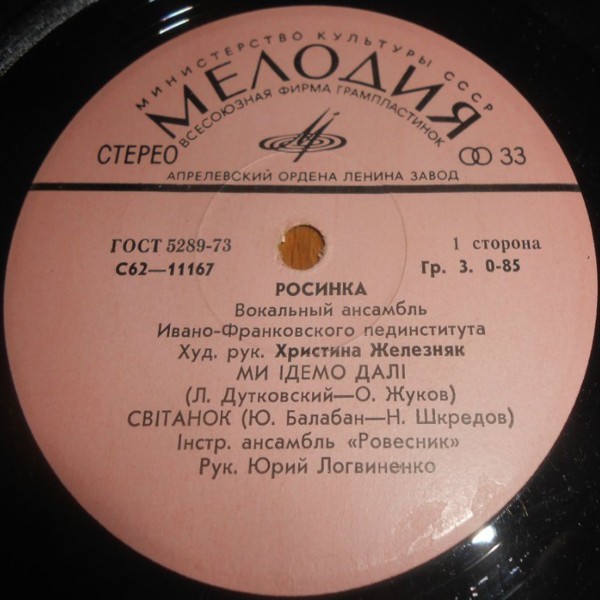 МИНИСТЕРСТВО КУЛЬТУРЫ СССР
МЕЛОДИЯ
ВСЕСОЮЗНАЯ ФИРМА ГРАМПЛАСТИНОК
СТЕРЕО 33
АПРЕЛЕВСКИЙ ОРДЕНА ЛЕНИНА ЗАВОД
ГОСТ 5289-73 1 сторона
С62—11167 Гр. 3. 0-85
РОСИНКА
Вокальный ансамбль
Ивано-Франковского пединститута
Худ. рук. Христина Железняк
МИ ІДЕМО ДАЛІ
(Л. Дутковский—О. Жуков)
СВІТАНОК (Ю. Балабан—Н. Шкредов)
Інстр. ансамбль «Ровесник»
Рук. Юрий Логвиненко